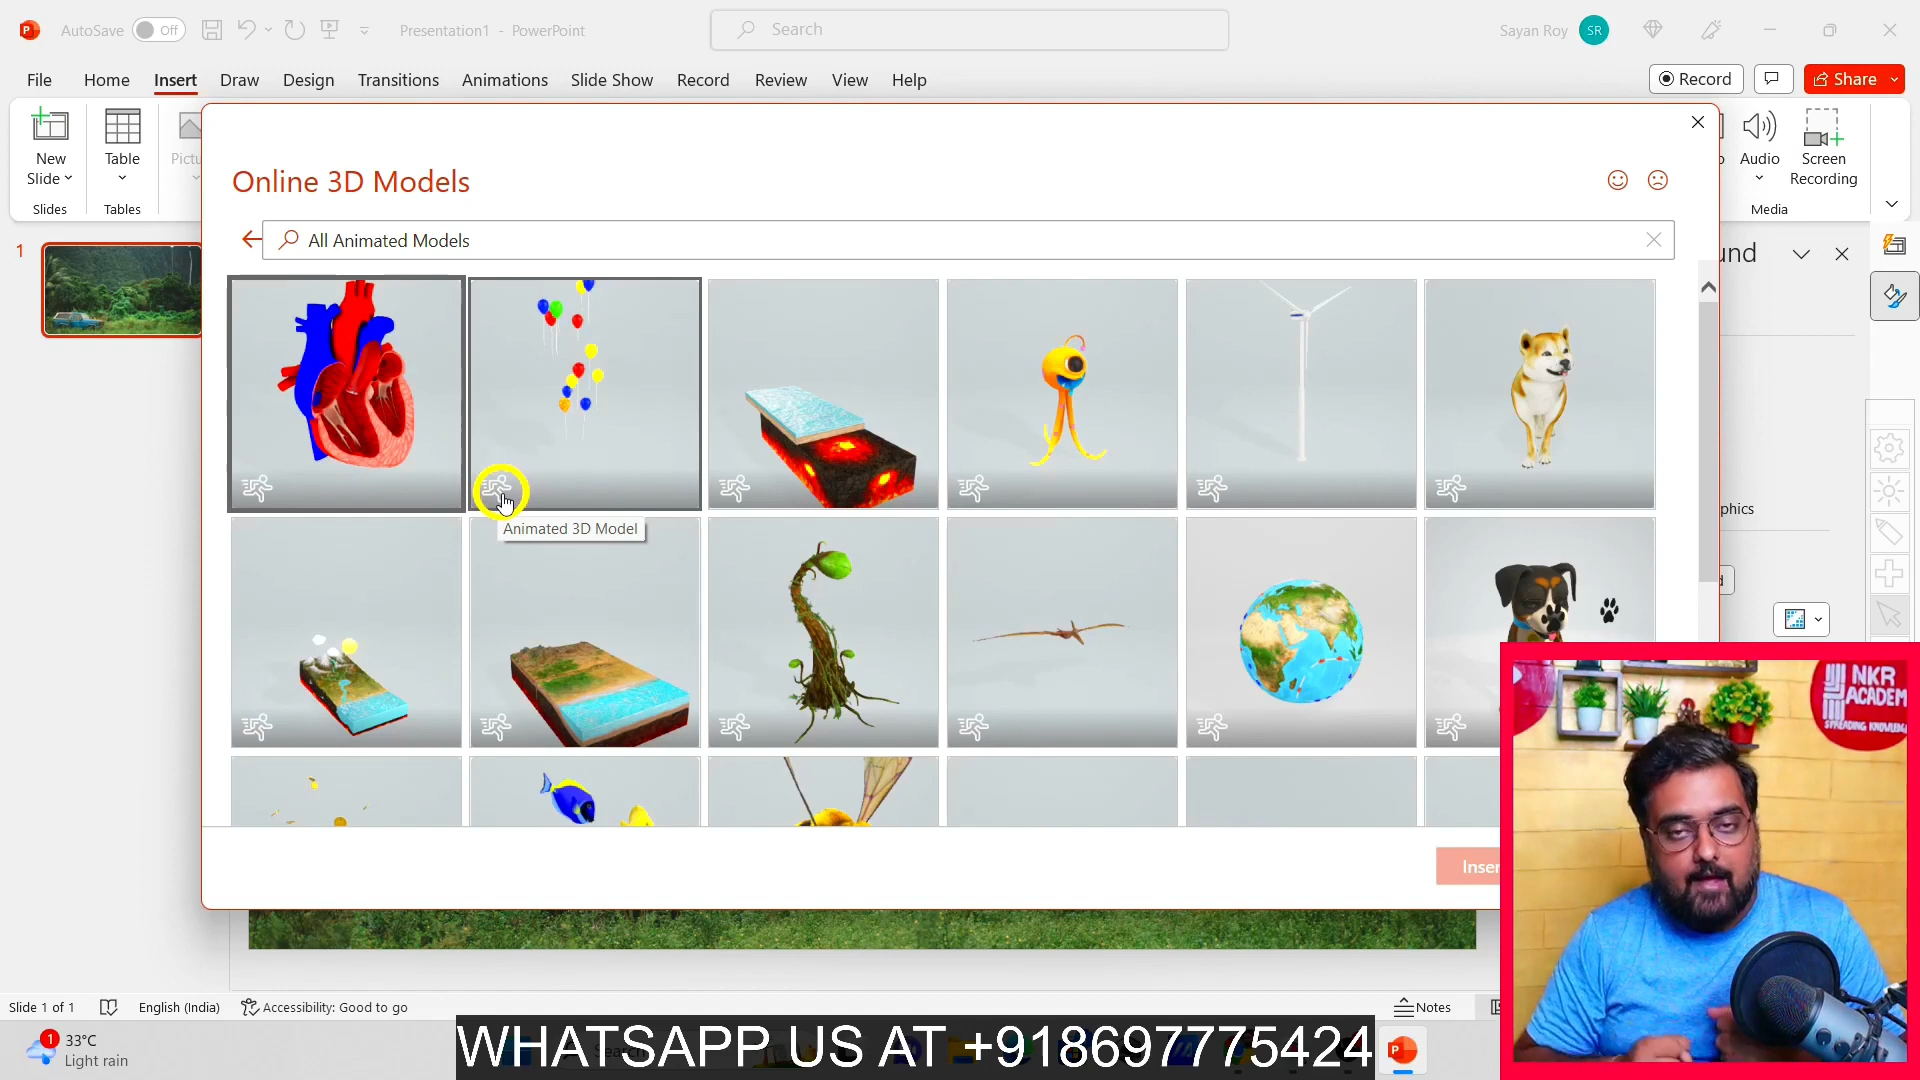 AutoSave Off Presentation1 - PowerPoint Search Sayan Roy SR
File Home Insert Draw Design Transitions Animations Slide Show Record Review View Help Record Share
New Slide
Table
Audio
Screen Recording
Slides Tables Media
Online 3D Models
All Animated Models
1
Animated 3D Model
NKR
SPREADING
Slide 1 of 1 English (India) Accessibility: Good to go Notes
1 33°C
Light rain
WHATSAPP US AT +918697775424